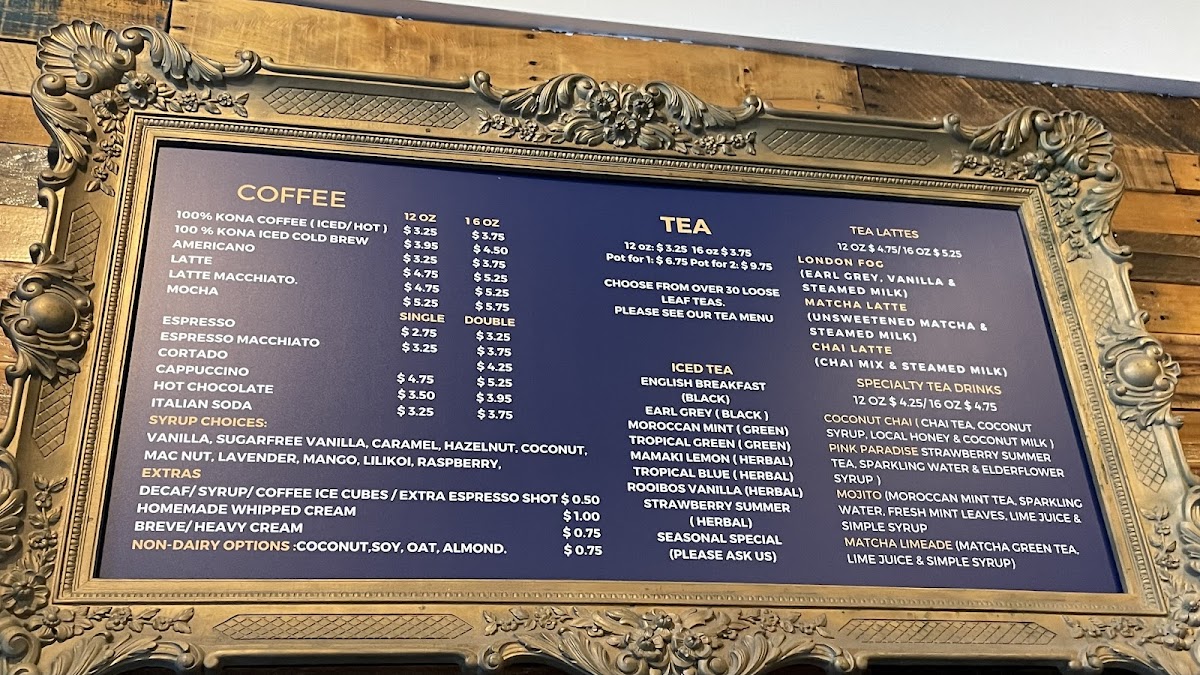 COFFEE
12 OZ 1 6 OZ
100% KONA COFFEE ( ICED/ HOT ) $ 3.25 $ 3.75
100 % KONA ICED COLD BREW $ 3.95 $ 4.50
AMERICANO $ 3.25 $ 3.75
LATTE $ 4.75 $ 5.25
LATTE MACCHIATO. $ 4.75 $ 5.25
MOCHA $ 5.25 $ 5.75
SINGLE DOUBLE
ESPRESSO $ 2.75 $ 3.25
ESPRESSO MACCHIATO $ 3.25 $ 3.75
CORTADO $ 4.25
CAPPUCCINO $ 4.75 $ 5.25
HOT CHOCOLATE $ 3.50 $ 3.95
ITALIAN SODA $ 3.25 $ 3.75
SYRUP CHOICES:
VANILLA, SUGARFREE VANILLA, CARAMEL, HAZELNUT, COCONUT,
MAC NUT, LAVENDER, MANGO, LILIKOI, RASPBERRY,
EXTRAS
DECAF/ SYRUP/ COFFEE ICE CUBES / EXTRA ESPRESSO SHOT $ 0.50
HOMEMADE WHIPPED CREAM $ 1.00
BREVE/ HEAVY CREAM $ 0.75
NON-DAIRY OPTIONS :COCONUT,SOY, OAT, ALMOND. $ 0.75
TEA
12 oz: $ 3.25 16 oz $ 3.75
Pot for 1: $ 6.75 Pot for 2: $ 9.75
CHOOSE FROM OVER 30 LOOSE
LEAF TEAS.
PLEASE SEE OUR TEA MENU
ICED TEA
ENGLISH BREAKFAST
(BLACK)
EARL GREY ( BLACK )
MOROCCAN MINT ( GREEN)
TROPICAL GREEN ( GREEN)
MAMAKI LEMON ( HERBAL)
TROPICAL BLUE ( HERBAL)
ROOIBOS VANILLA (HERBAL)
STRAWBERRY SUMMER
( HERBAL)
SEASONAL SPECIAL
(PLEASE ASK US)
TEA LATTES
12 OZ $ 4.75/ 16 OZ $ 5.25
LONDON FOG
(EARL GREY, VANILLA &
STEAMED MILK)
MATCHA LATTE
(UNSWEETENED MATCHA &
STEAMED MILK)
CHAI LATTE
(CHAI MIX & STEAMED MILK)
SPECIALTY TEA DRINKS
12 OZ $ 4.25/ 16 OZ $ 4.75
COCONUT CHAI ( CHAI TEA, COCONUT
SYRUP, LOCAL HONEY & COCONUT MILK )
PINK PARADISE STRAWBERRY SUMMER
TEA, SPARKLING WATER & ELDERFLOWER
SYRUP )
MOJITO (MOROCCAN MINT TEA, SPARKLING
WATER, FRESH MINT LEAVES, LIME JUICE &
SIMPLE SYRUP
MATCHA LIMEADE (MATCHA GREEN TEA,
LIME JUICE & SIMPLE SYRUP)